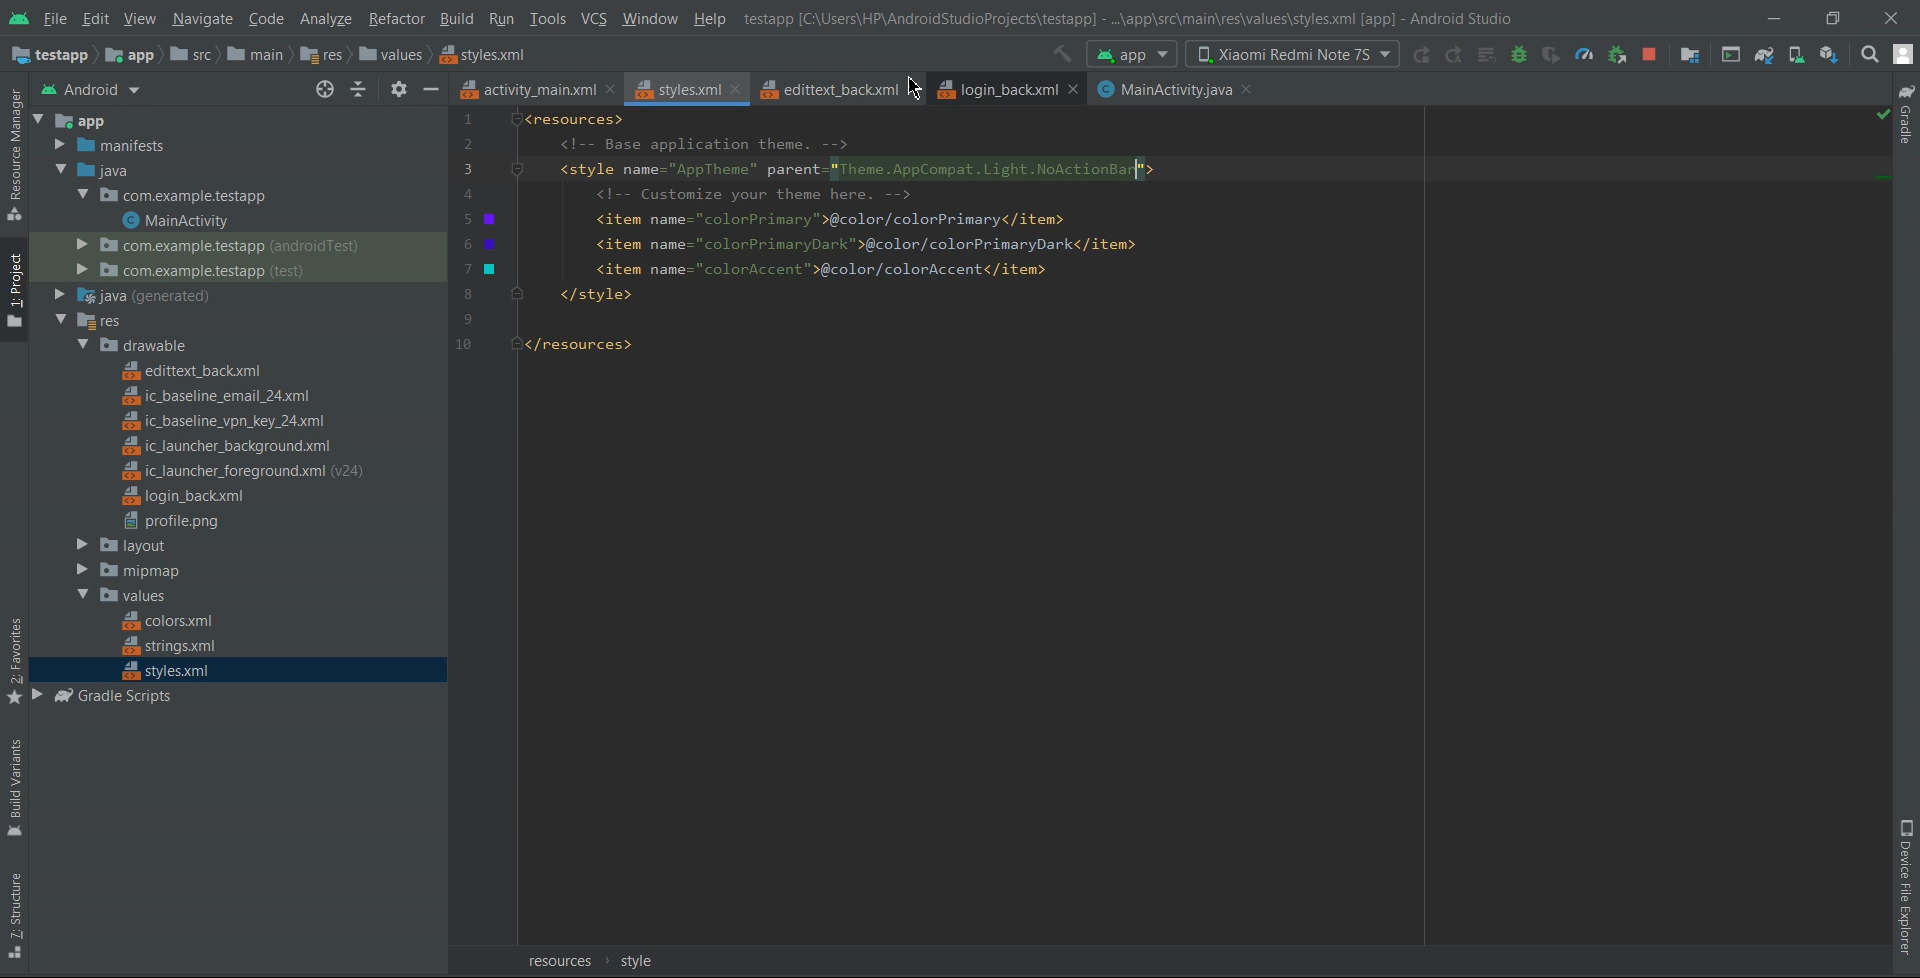 File Edit View Navigate Code Analyze Refactor Build Run Tools VCS Window Help testapp [C:\Users\HP\AndroidStudioProjects\testapp] - ...\app\src\main\res\values\styles.xml [app] - Android Studio
testapp app src main res values styles.xml app Xiaomi Redmi Note 7S
Android activity_main.xml styles.xml edittext_back.xml login_back.xml MainActivity.java
Resource Manager
1: Project
2: Favorites
Build Variants
7: Structure
app
manifests
java
com.example.testapp
MainActivity
com.example.testapp (androidTest)
com.example.testapp (test)
java (generated)
res
drawable
edittext_back.xml
ic_baseline_email_24.xml
ic_baseline_vpn_key_24.xml
ic_launcher_background.xml
ic_launcher_foreground.xml (v24)
login_back.xml
profile.png
layout
mipmap
values
colors.xml
strings.xml
styles.xml
Gradle Scripts
1 <resources>
2 <!-- Base application theme. -->
3 <style name="AppTheme" parent="Theme.AppCompat.Light.NoActionBar">
4 <!-- Customize your theme here. -->
5 <item name="colorPrimary">@color/colorPrimary</item>
6 <item name="colorPrimaryDark">@color/colorPrimaryDark</item>
7 <item name="colorAccent">@color/colorAccent</item>
8 </style>
9
10 </resources>
resources › style
Gradle
Device File Explorer